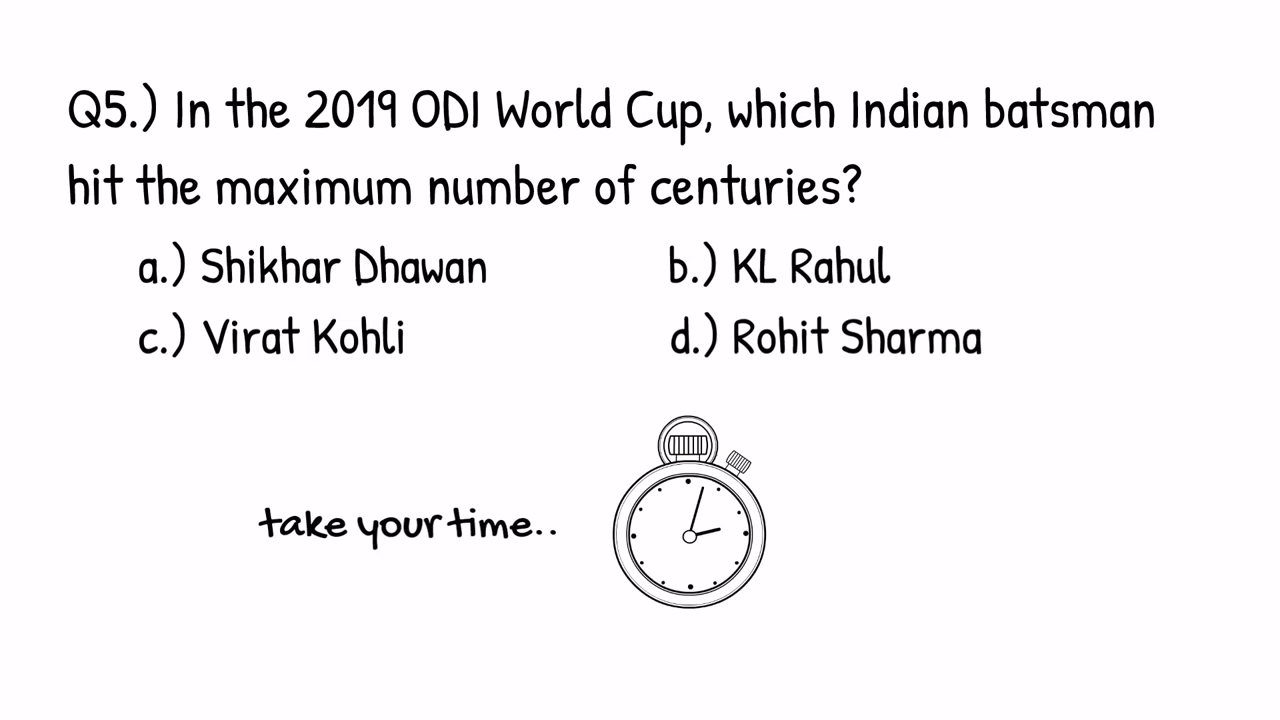 Q5.) In the 2019 ODI World Cup, which Indian batsman
hit the maximum number of centuries?
a.) Shikhar Dhawan b.) KL Rahul
c.) Virat Kohli d.) Rohit Sharma
take your time..